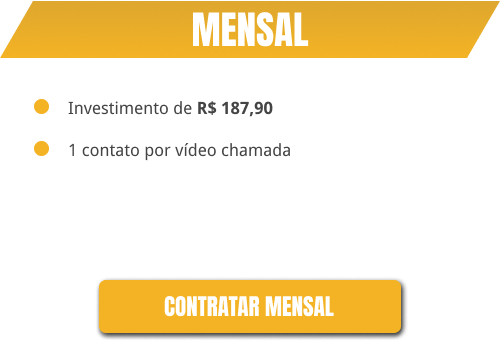 MENSAL
Investimento de R$ 187,90
1 contato por vídeo chamada
CONTRATAR MENSAL